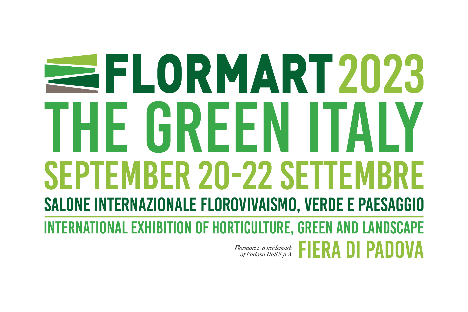 FLORMART 2023
THE GREEN ITALY
SEPTEMBER 20-22 SETTEMBRE
SALONE INTERNAZIONALE FLOROVIVAISMO, VERDE E PAESAGGIO
INTERNATIONAL EXHIBITION OF HORTICULTURE, GREEN AND LANDSCAPE
FIERA DI PADOVA